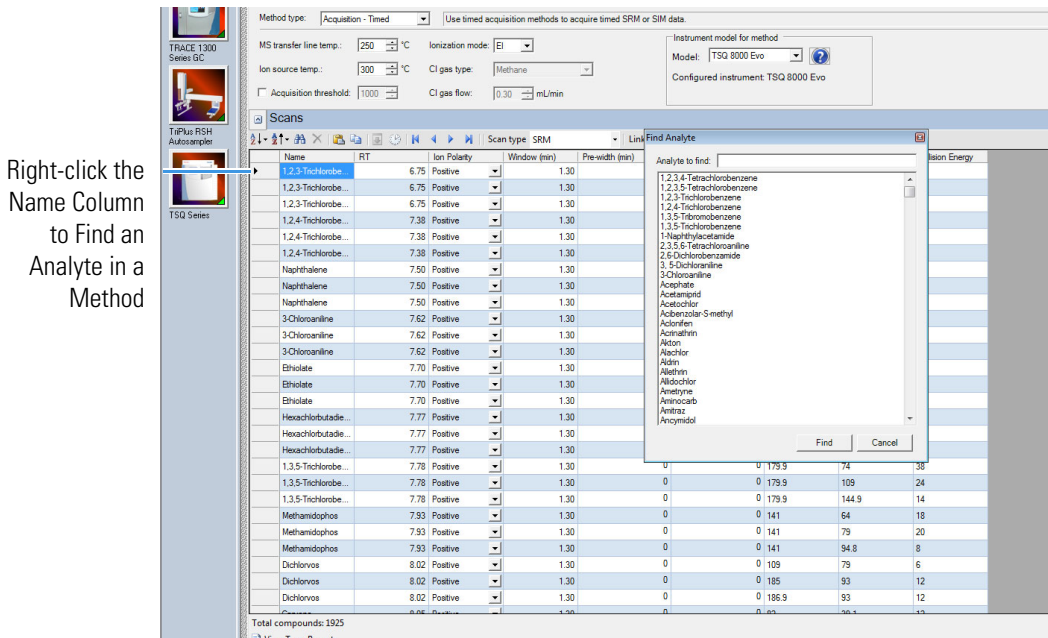 Method type: Acquisition - Timed Use timed acquisition methods to acquire timed SRM or SIM data.
MS transfer line temp.: 250 °C Ionization mode: EI
Instrument model for method
Model: TSQ 8000 Evo
Ion source temp.: 300 °C CI gas type: Methane
Configured instrument: TSQ 8000 Evo
Acquisition threshold: 1000 CI gas flow: 0.30 mL/min
TRACE 1300
Series GC
TriPlus RSH
Autosampler
TSQ Series
Right-click the
Name Column
to Find an
Analyte in a
Method
Scans
Scan type SRM Link
Name RT Ion Polarity Window (min) Pre-width (min)
1,2,3-Trichlorobe... 6.75 Positive 1.30
1,2,3-Trichlorobe... 6.75 Positive 1.30
1,2,3-Trichlorobe... 6.75 Positive 1.30
1,2,4-Trichlorobe... 7.38 Positive 1.30
1,2,4-Trichlorobe... 7.38 Positive 1.30
1,2,4-Trichlorobe... 7.38 Positive 1.30
Naphthalene 7.50 Positive 1.30
Naphthalene 7.50 Positive 1.30
Naphthalene 7.50 Positive 1.30
3-Chloroaniline 7.62 Positive 1.30
3-Chloroaniline 7.62 Positive 1.30
3-Chloroaniline 7.62 Positive 1.30
Ethiolate 7.70 Positive 1.30
Ethiolate 7.70 Positive 1.30
Ethiolate 7.70 Positive 1.30
Hexachlorbutadie... 7.77 Positive 1.30
Hexachlorbutadie... 7.77 Positive 1.30
Hexachlorbutadie... 7.77 Positive 1.30
1,3,5-Trichlorobe... 7.78 Positive 1.30 0 0 179.9 74 38
1,3,5-Trichlorobe... 7.78 Positive 1.30 0 0 179.9 109 24
1,3,5-Trichlorobe... 7.78 Positive 1.30 0 0 179.9 144.9 14
Methamidophos 7.93 Positive 1.30 0 0 141 64 18
Methamidophos 7.93 Positive 1.30 0 0 141 79 20
Methamidophos 7.93 Positive 1.30 0 0 141 94.8 8
Dichlorvos 8.02 Positive 1.30 0 0 109 79 6
Dichlorvos 8.02 Positive 1.30 0 0 185 93 12
Dichlorvos 8.02 Positive 1.30 0 0 186.9 93 12
Total compounds: 1925
Find Analyte
Analyte to find:
1,2,3,4-Tetrachlorobenzene
1,2,3,5-Tetrachlorobenzene
1,2,3-Trichlorobenzene
1,2,4-Trichlorobenzene
1,3,5-Tribromobenzene
1,3,5-Trichlorobenzene
1-Naphthylacetamide
2,3,5,6-Tetrachloroaniline
2,6-Dichlorobenzamide
3, 5-Dichloraniline
3-Chloroaniline
Acephate
Acetamiprid
Acetochlor
Acibenzolar-S-methyl
Aclonifen
Acrinathrin
Akton
Alachlor
Aldrin
Allethrin
Allidochlor
Ametryne
Aminocarb
Amitraz
Ancymidol
Find Cancel
Energy